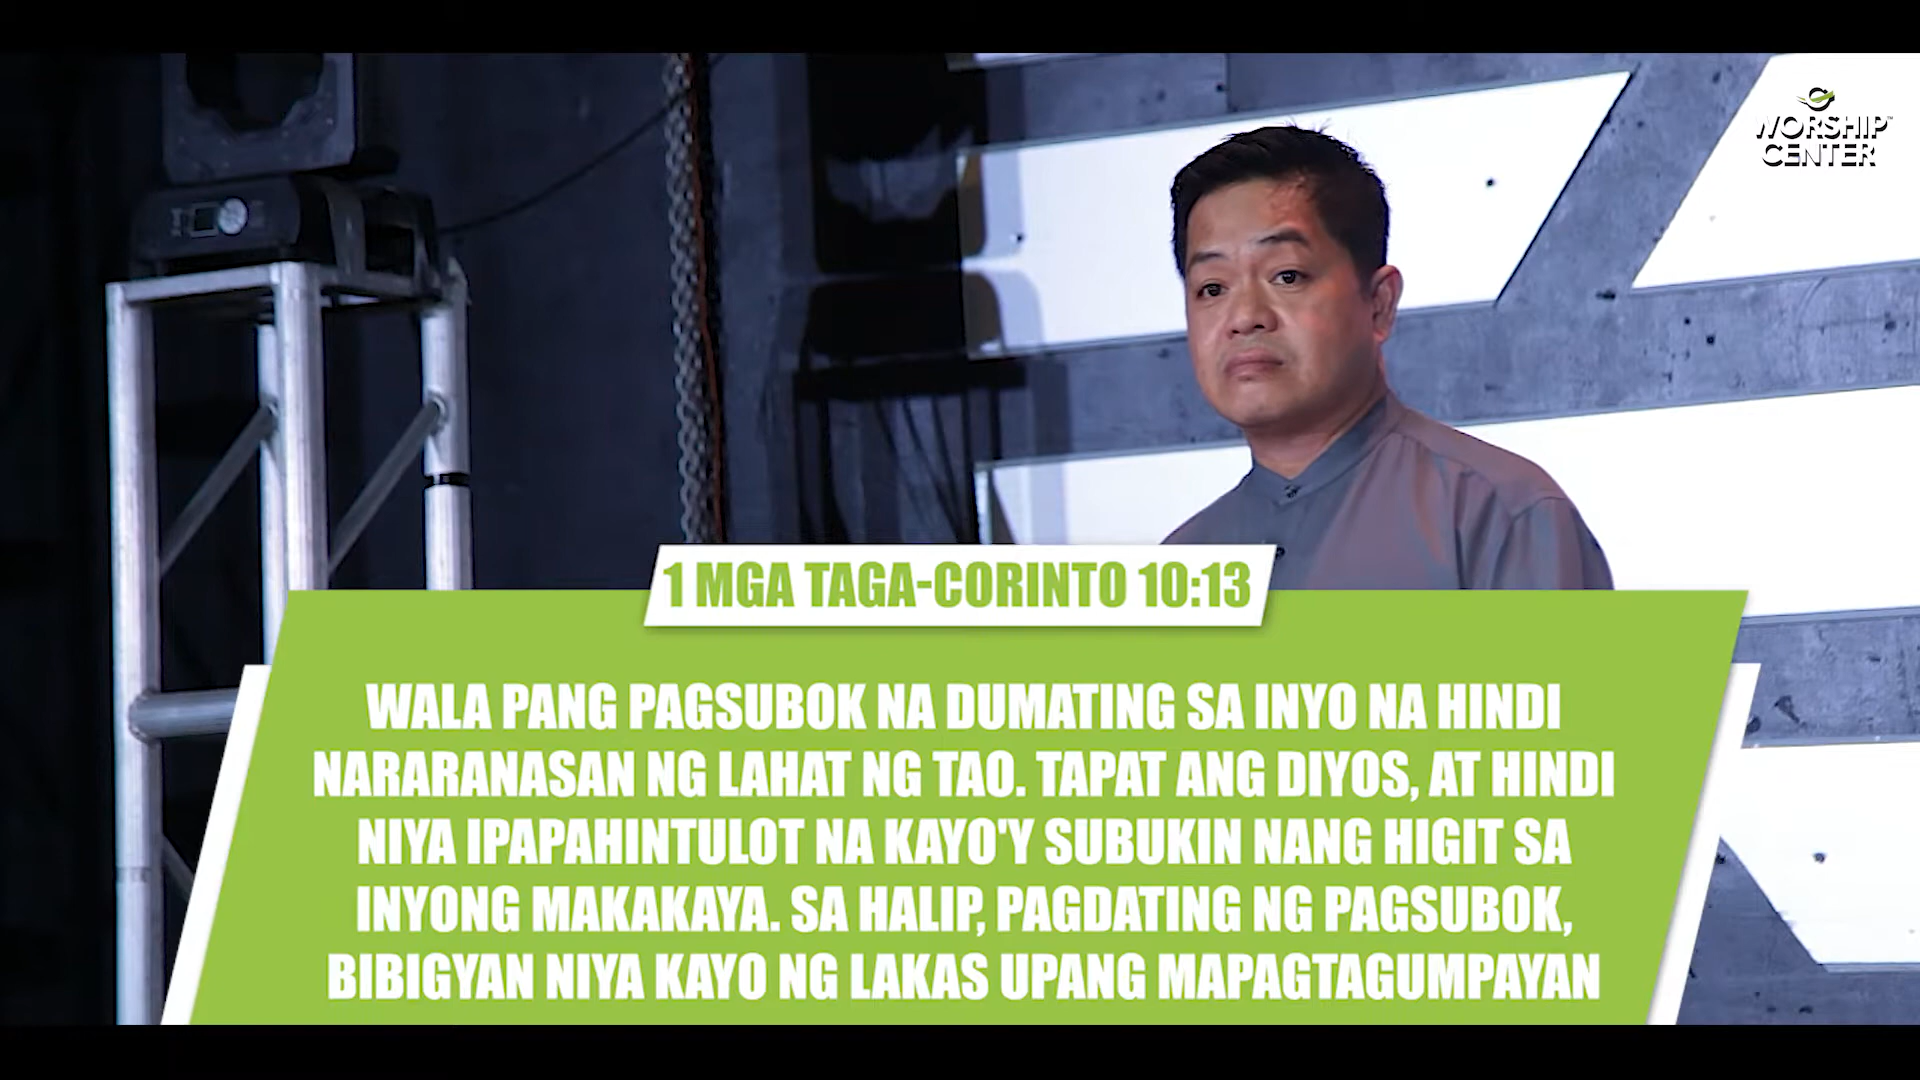 WORSHIP™
CENTER
1 MGA TAGA-CORINTO 10:13
WALA PANG PAGSUBOK NA DUMATING SA INYO NA HINDI
NARARANASAN NG LAHAT NG TAO. TAPAT ANG DIYOS, AT HINDI
NIYA IPAPAHINTULOT NA KAYO'Y SUBUKIN NANG HIGIT SA
INYONG MAKAKAYA. SA HALIP, PAGDATING NG PAGSUBOK,
BIBIGYAN NIYA KAYO NG LAKAS UPANG MAPAGTAGUMPAYAN